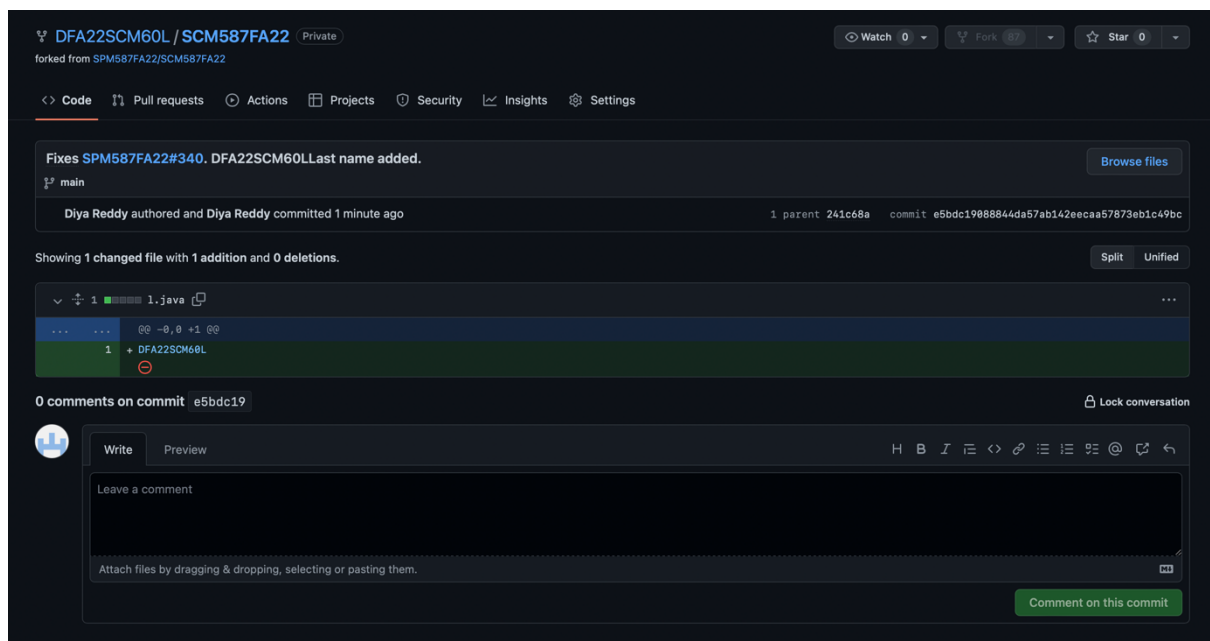 DFA22SCM60L / SCM587FA22 Private
Watch 0 Fork 87 Star 0
forked from SPM587FA22/SCM587FA22
Code Pull requests Actions Projects Security Insights Settings
Fixes SPM587FA22#340. DFA22SCM60LLast name added.
Browse files
main
Diya Reddy authored and Diya Reddy committed 1 minute ago
1 parent 241c68a commit e5bdc19088844da57ab142eecaa57873eb1c49bc
Showing 1 changed file with 1 addition and 0 deletions.
Split Unified
1 l.java
... ... @@ -0,0 +1 @@
1 + DFA22SCM60L
0 comments on commit e5bdc19
Lock conversation
Write Preview
Leave a comment
Attach files by dragging & dropping, selecting or pasting them.
Comment on this commit